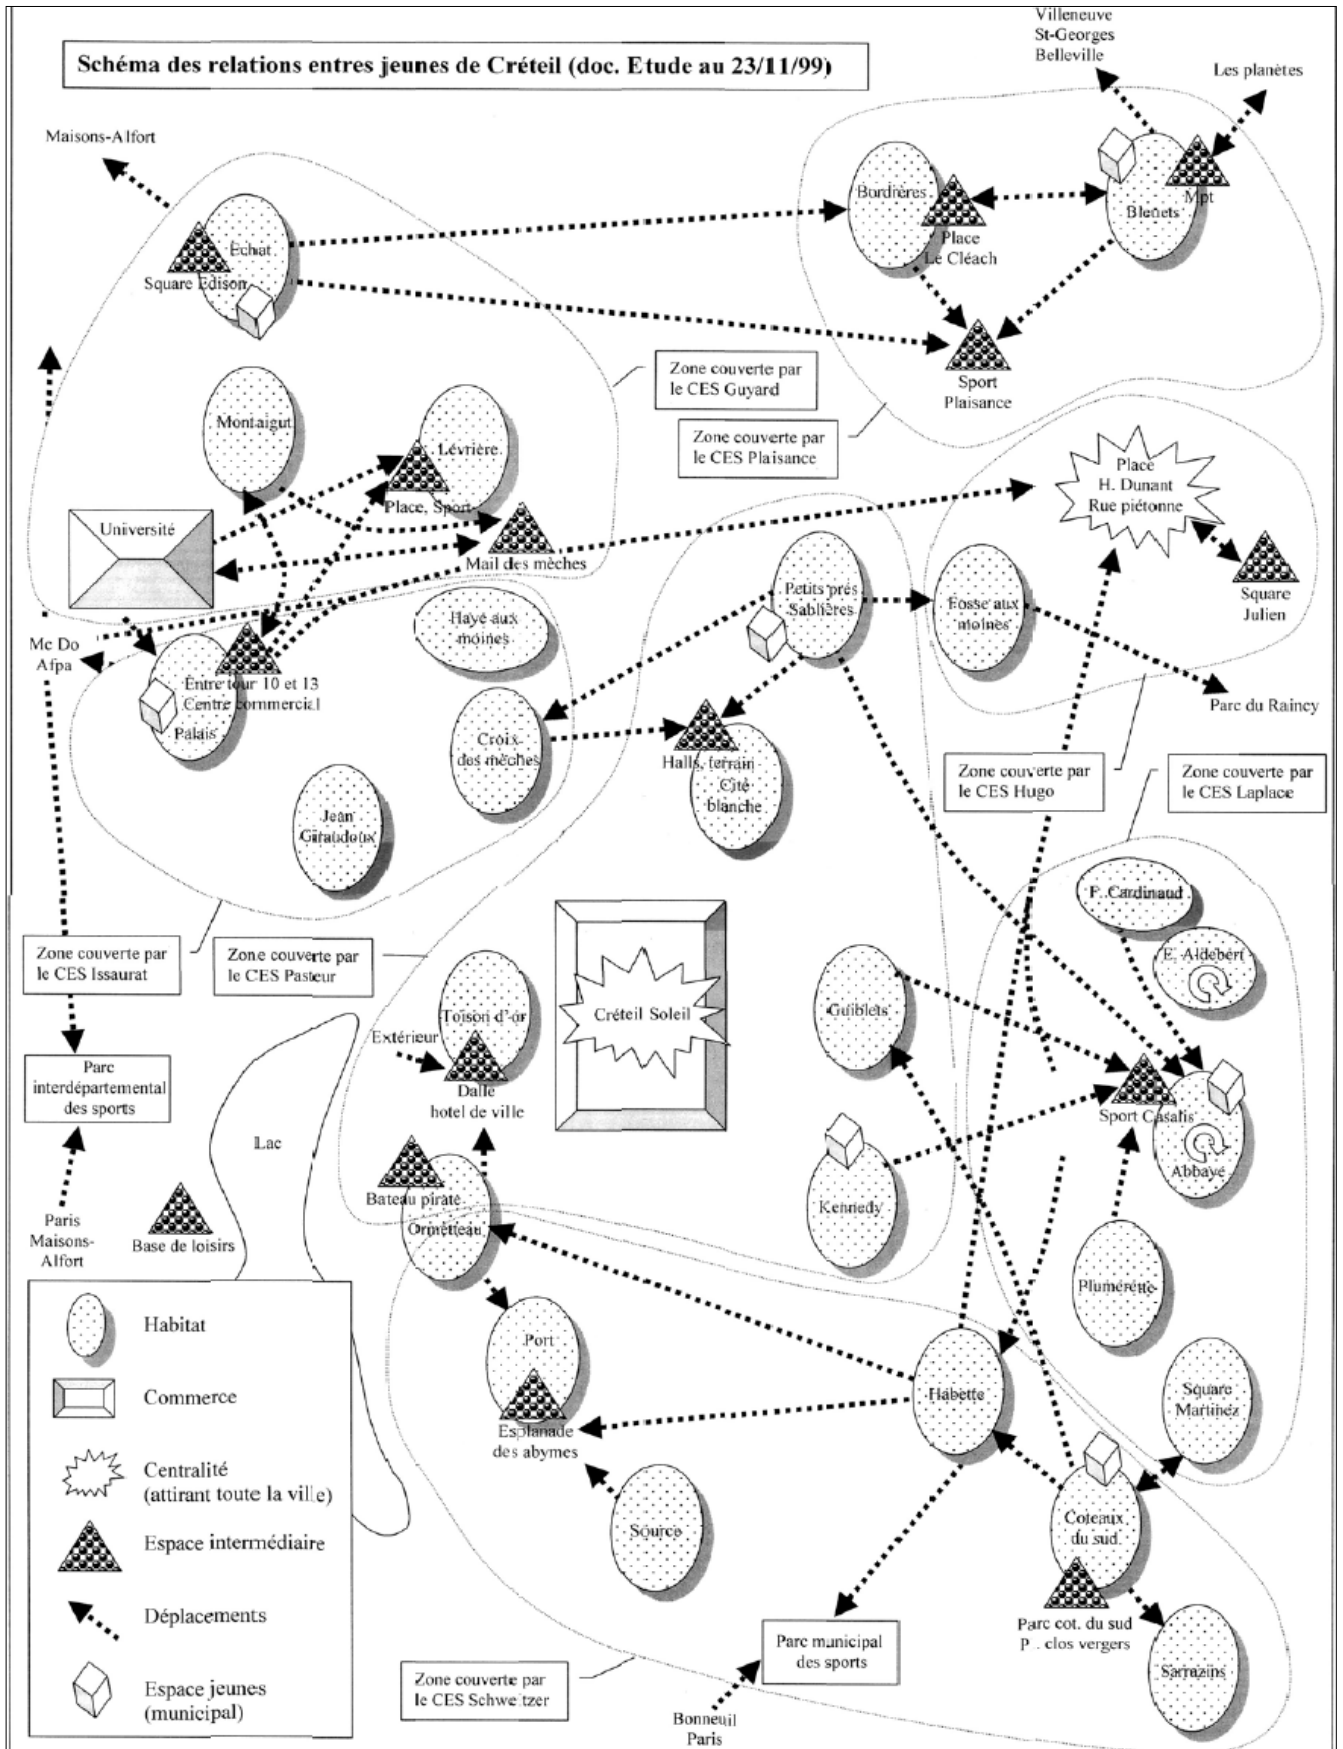 Villeneuve
St-Georges
Belleville
Schéma des relations entres jeunes de Créteil (doc. Etude au 23/11/99)
Les planètes
Maisons-Alfort
Bordières
Place
Le Cléach
Bleuets
Mpt
Echat
Square Edison
Sport
Plaisance
Zone couverte par
le CES Guyard
Zone couverte par
le CES Plaisance
Montaigut
Lévrière
Place, Sport
Université
Mail des mèches
Place
H. Dunant
Rue piétonne
Square
Julien
Petits prés
Sablières
Fosse aux
moines
Haye aux
moines
Mc Do
Afpa
Entre tour 10 et 13
Centre commercial
Palais
Parc du Raincy
Croix
des mèches
Halls, terrain
Cité
blanche
Jean
Giraudoux
Zone couverte par
le CES Hugo
Zone couverte par
le CES Laplace
F. Cardinaud
E. Aldebert
Zone couverte par
le CES Issaurat
Zone couverte par
le CES Pasteur
Toison d'or
Extérieur
Dalle
hotel de ville
Créteil Soleil
Guiblets
Parc
interdépartemental
des sports
Lac
Sport Casalis
Abbaye
Bateau pirate
Ormetteau
Kennedy
Paris
Maisons-
Alfort
Base de loisirs
Plumerette
Habitat
Port
Esplanade
des abymes
Habette
Square
Martinez
Commerce
Centralité
(attirant toute la ville)
Source
Coteaux
du sud
Espace intermédiaire
Déplacements
Parc cot. du sud
P.. clos vergers
Parc municipal
des sports
Sarrazins
Zone couverte par
le CES Schweitzer
Espace jeunes
(municipal)
Bonneuil
Paris